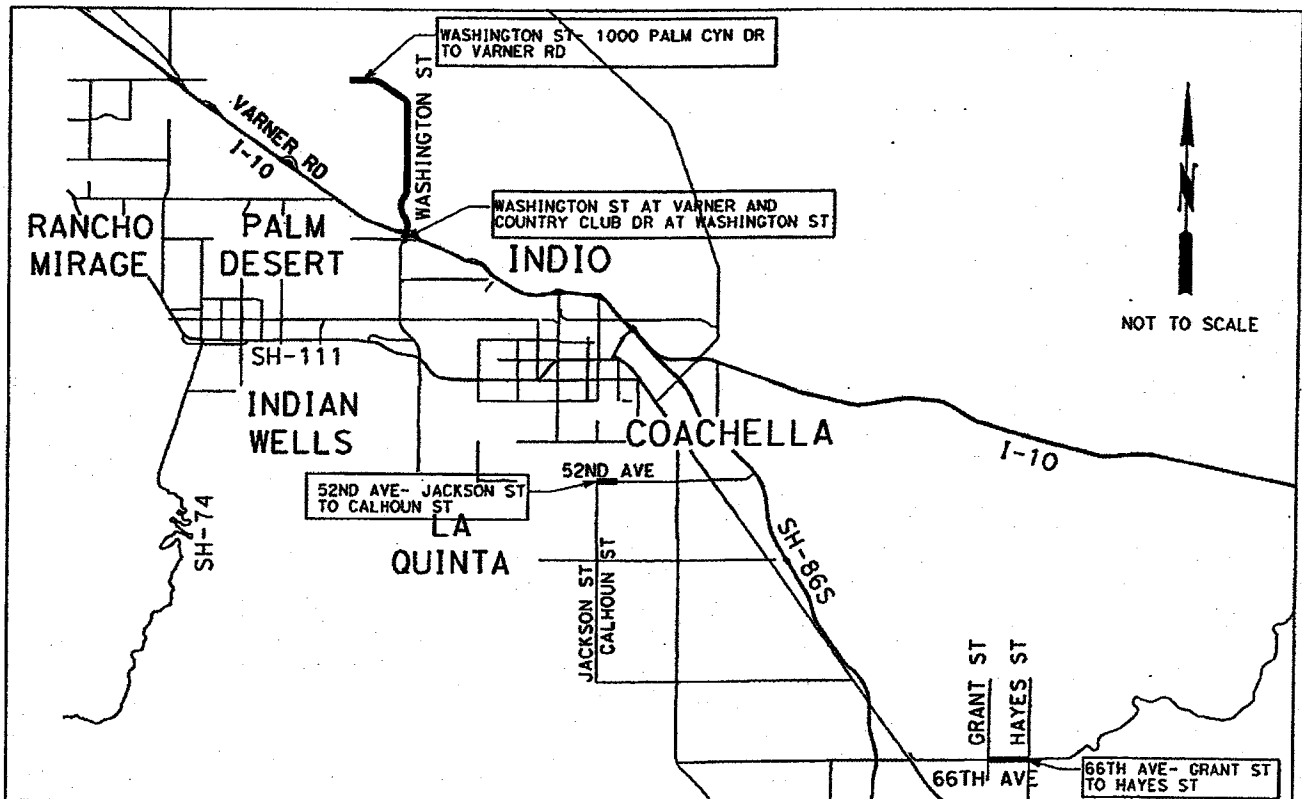 WASHINGTON ST- 1000 PALM CYN DR
TO VARNER RD
WASHINGTON ST
VARNER RD
I-10
WASHINGTON ST AT VARNER AND
COUNTRY CLUB DR AT WASHINGTON ST
RANCHO
MIRAGE
PALM
DESERT
INDIO
N
NOT TO SCALE
SH-111
INDIAN
WELLS
COACHELLA
I-10
52ND AVE
52ND AVE- JACKSON ST
TO CALHOUN ST
LA
QUINTA
SH-74
JACKSON ST
CALHOUN ST
SH-86S
GRANT ST
HAYES ST
66TH AVE
66TH AVE- GRANT ST
TO HAYES ST